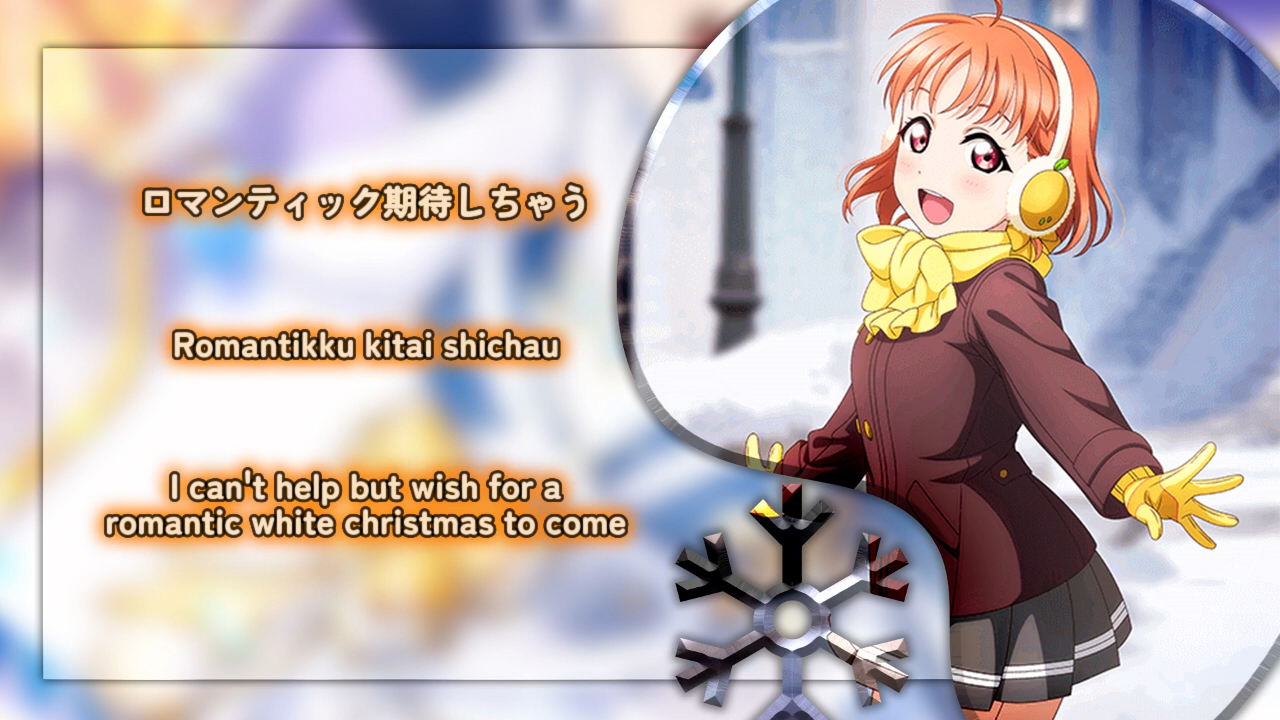 ロマンティック期待しちゃう
Romantikku kitai shichau
I can't help but wish for a
romantic white christmas to come